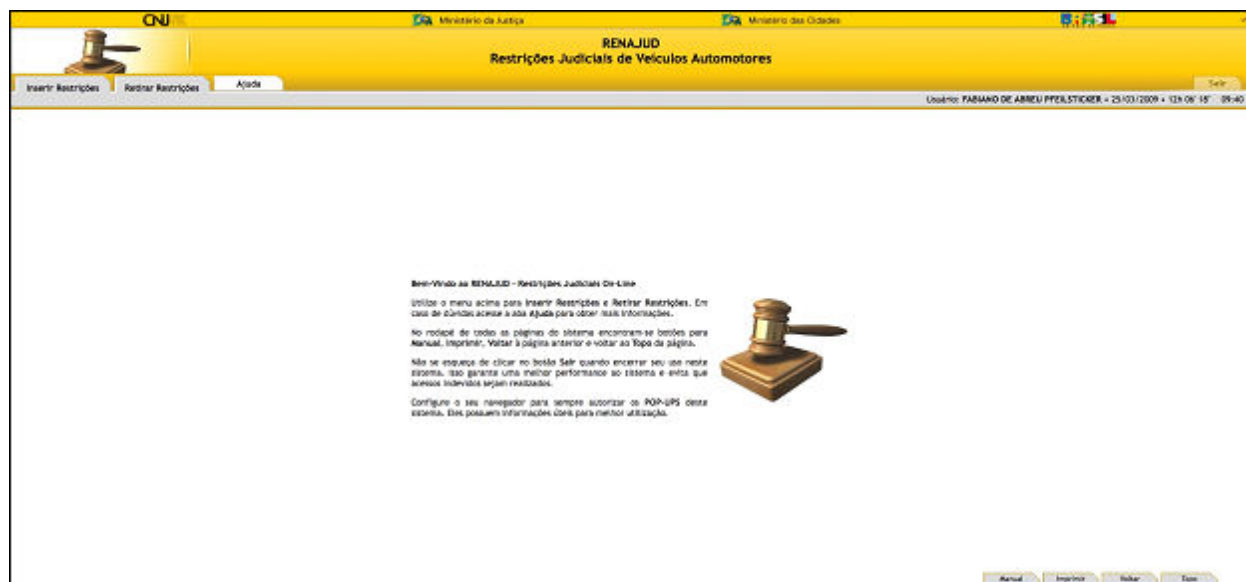 CNJ
Ministério da Justiça
Ministério das Cidades
RENAJUD
Restrições Judiciais de Veículos Automotores
Inserir Restrições
Retirar Restrições
Ajuda
Sair
Usuário: FABIANO DE ABREU PFEILSTICKER • 25/03/2009 • 12h 06' 18" 09:40
Bem-Vindo ao RENAJUD - Restrições Judiciais On-Line
Utilize o menu acima para Inserir Restrições e Retirar Restrições. Em
caso de dúvidas acesse a aba Ajuda para obter mais informações.
No rodapé de todas as páginas do sistema encontram-se botões para
Manual, Imprimir, Voltar à página anterior e voltar ao Topo da página.
Não se esqueça de clicar no botão Sair quando encerrar seu uso neste
sistema. Isso garante uma melhor performance ao sistema e evita que
acessos indevidos sejam realizados.
Configure o seu navegador para sempre autorizar os POP-UPS deste
sistema. Eles possuem informações úteis para melhor utilização.
Manual
Imprimir
Voltar
Topo